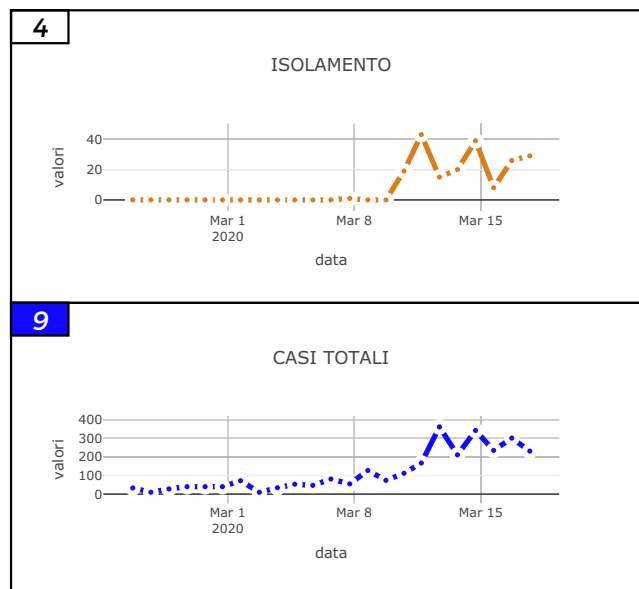 4
ISOLAMENTO
40
20
0
valori
Mar 1
2020
Mar 8
Mar 15
data
9
CASI TOTALI
400
300
200
100
0
valori
Mar 1
2020
Mar 8
Mar 15
data